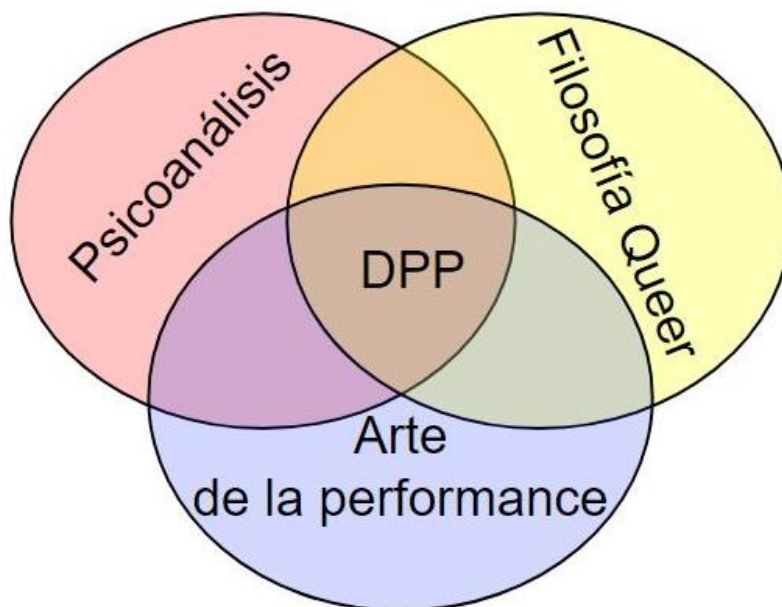 Psicoanálisis
Filosofía Queer
DPP
Arte
de la performance